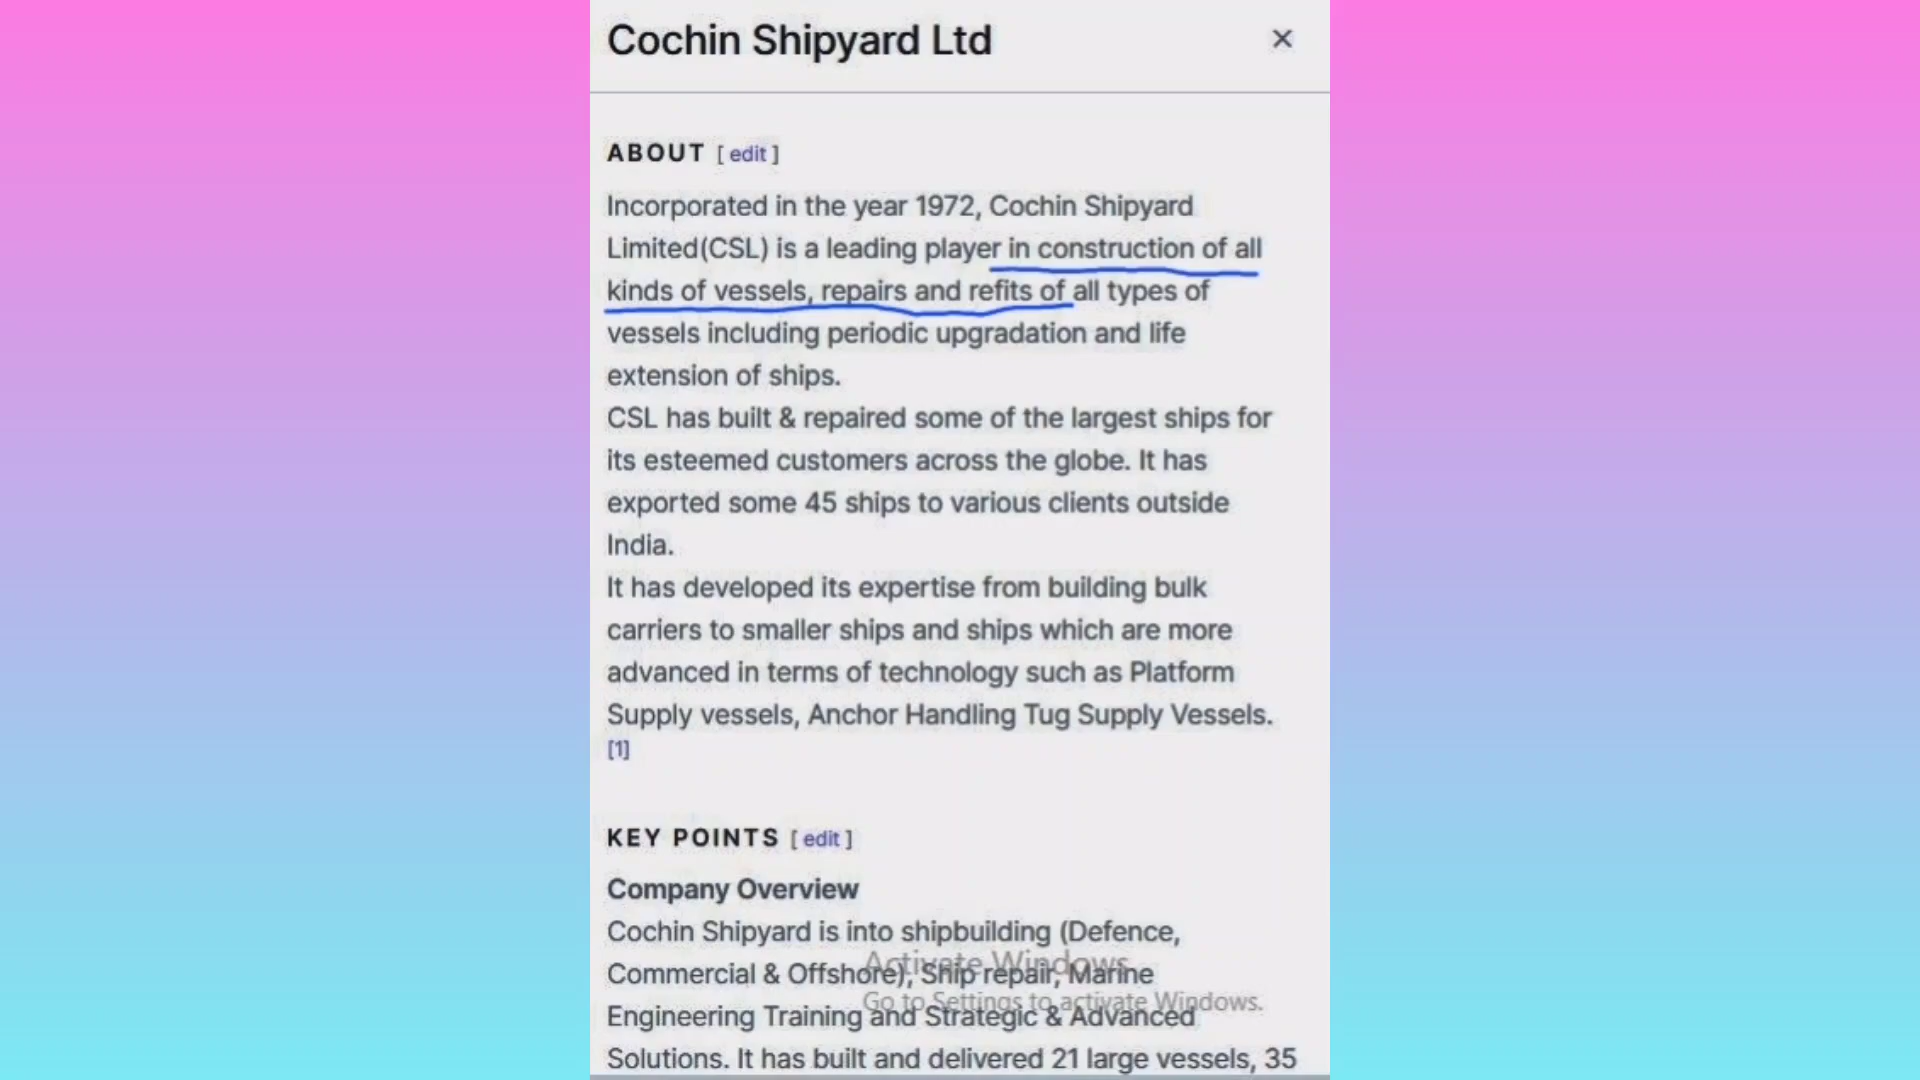 Cochin Shipyard Ltd ×
ABOUT [ edit ]
Incorporated in the year 1972, Cochin Shipyard
Limited(CSL) is a leading player in construction of all
kinds of vessels, repairs and refits of all types of
vessels including periodic upgradation and life
extension of ships.
CSL has built & repaired some of the largest ships for
its esteemed customers across the globe. It has
exported some 45 ships to various clients outside
India.
It has developed its expertise from building bulk
carriers to smaller ships and ships which are more
advanced in terms of technology such as Platform
Supply vessels, Anchor Handling Tug Supply Vessels.
[1]
KEY POINTS [ edit ]
Company Overview
Cochin Shipyard is into shipbuilding (Defence,
Commercial & Offshore), Ship repair, Marine
Engineering Training and Strategic & Advanced
Solutions. It has built and delivered 21 large vessels, 35
Activate Windows
Go to Settings to activate Windows.